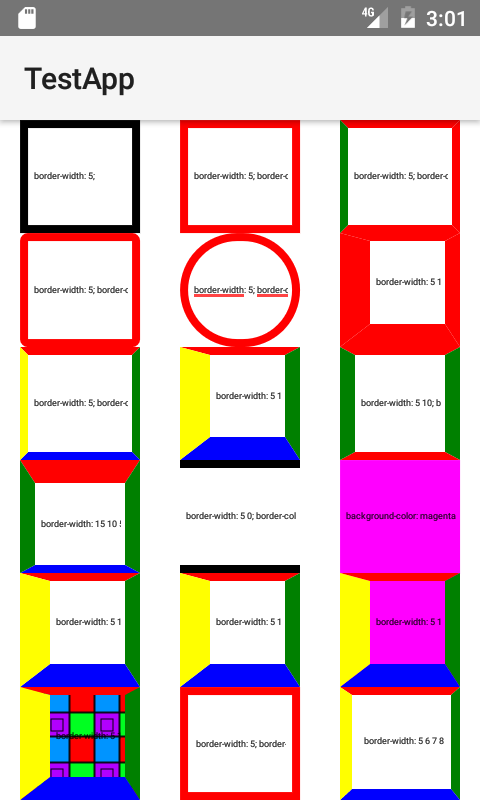 4G 3:01
TestApp
border-width: 5; border-width: 5; border-c border-width: 5; border-c
border-width: 5; border-c border-width: 5; border-c border-width: 5 1
border-width: 5; border-c border-width: 5 1 border-width: 5 10; b
border-width: 15 10 border-width: 5 0; border-col background-color: magenta
border-width: 5 1 border-width: 5 1 border-width: 5 1
border-width: 5 border-width: 5; border- border-width: 5 6 7 8